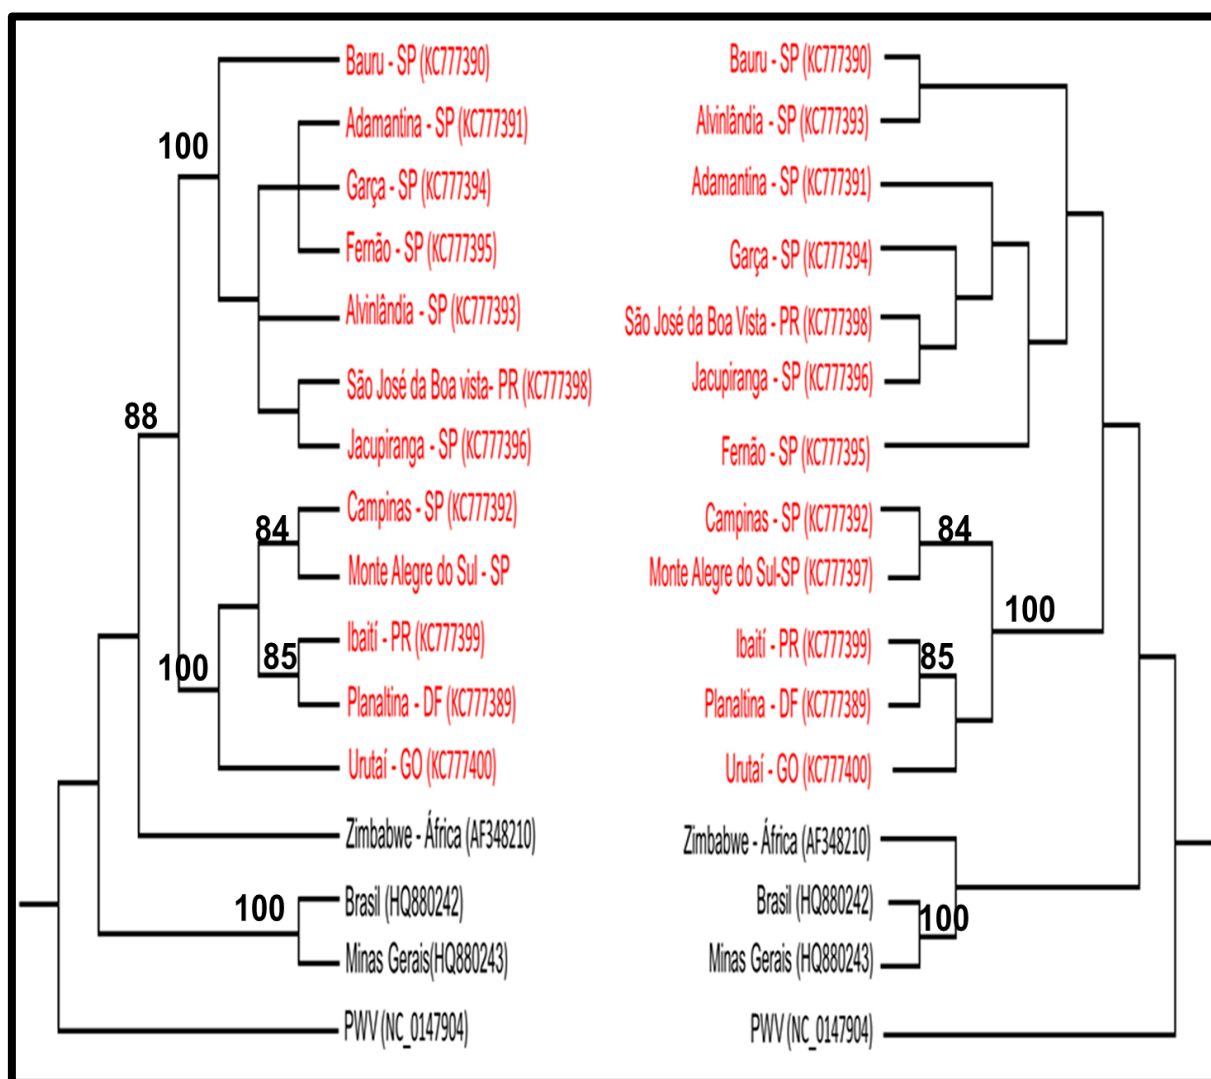 Bauru - SP (KC777390)
Adamantina - SP (KC777391)
100
Garça - SP (KC777394)
Fernão - SP (KC777395)
Alvinlândia - SP (KC777393)
São José da Boa vista- PR (KC777398)
88
Jacupiranga - SP (KC777396)
Campinas - SP (KC777392)
84
Monte Alegre do Sul - SP
Ibaití - PR (KC777399)
85
100
Planaltina - DF (KC777389)
Urutaí - GO (KC777400)
Zimbabwe - África (AF348210)
Brasil (HQ880242)
100
Minas Gerais(HQ880243)
PWV (NC_0147904)
Bauru - SP (KC777390)
Alvinlândia - SP (KC777393)
Adamantina - SP (KC777391)
Garça - SP (KC777394)
São José da Boa Vista - PR (KC777398)
Jacupiranga - SP (KC777396)
Fernão - SP (KC777395)
Campinas - SP (KC777392)
84
Monte Alegre do Sul-SP (KC777397)
100
Ibaití - PR (KC777399)
85
Planaltina - DF (KC777389)
Urutaí - GO (KC777400)
Zimbabwe - África (AF348210)
Brasil (HQ880242)
100
Minas Gerais (HQ880243)
PWV (NC_0147904)